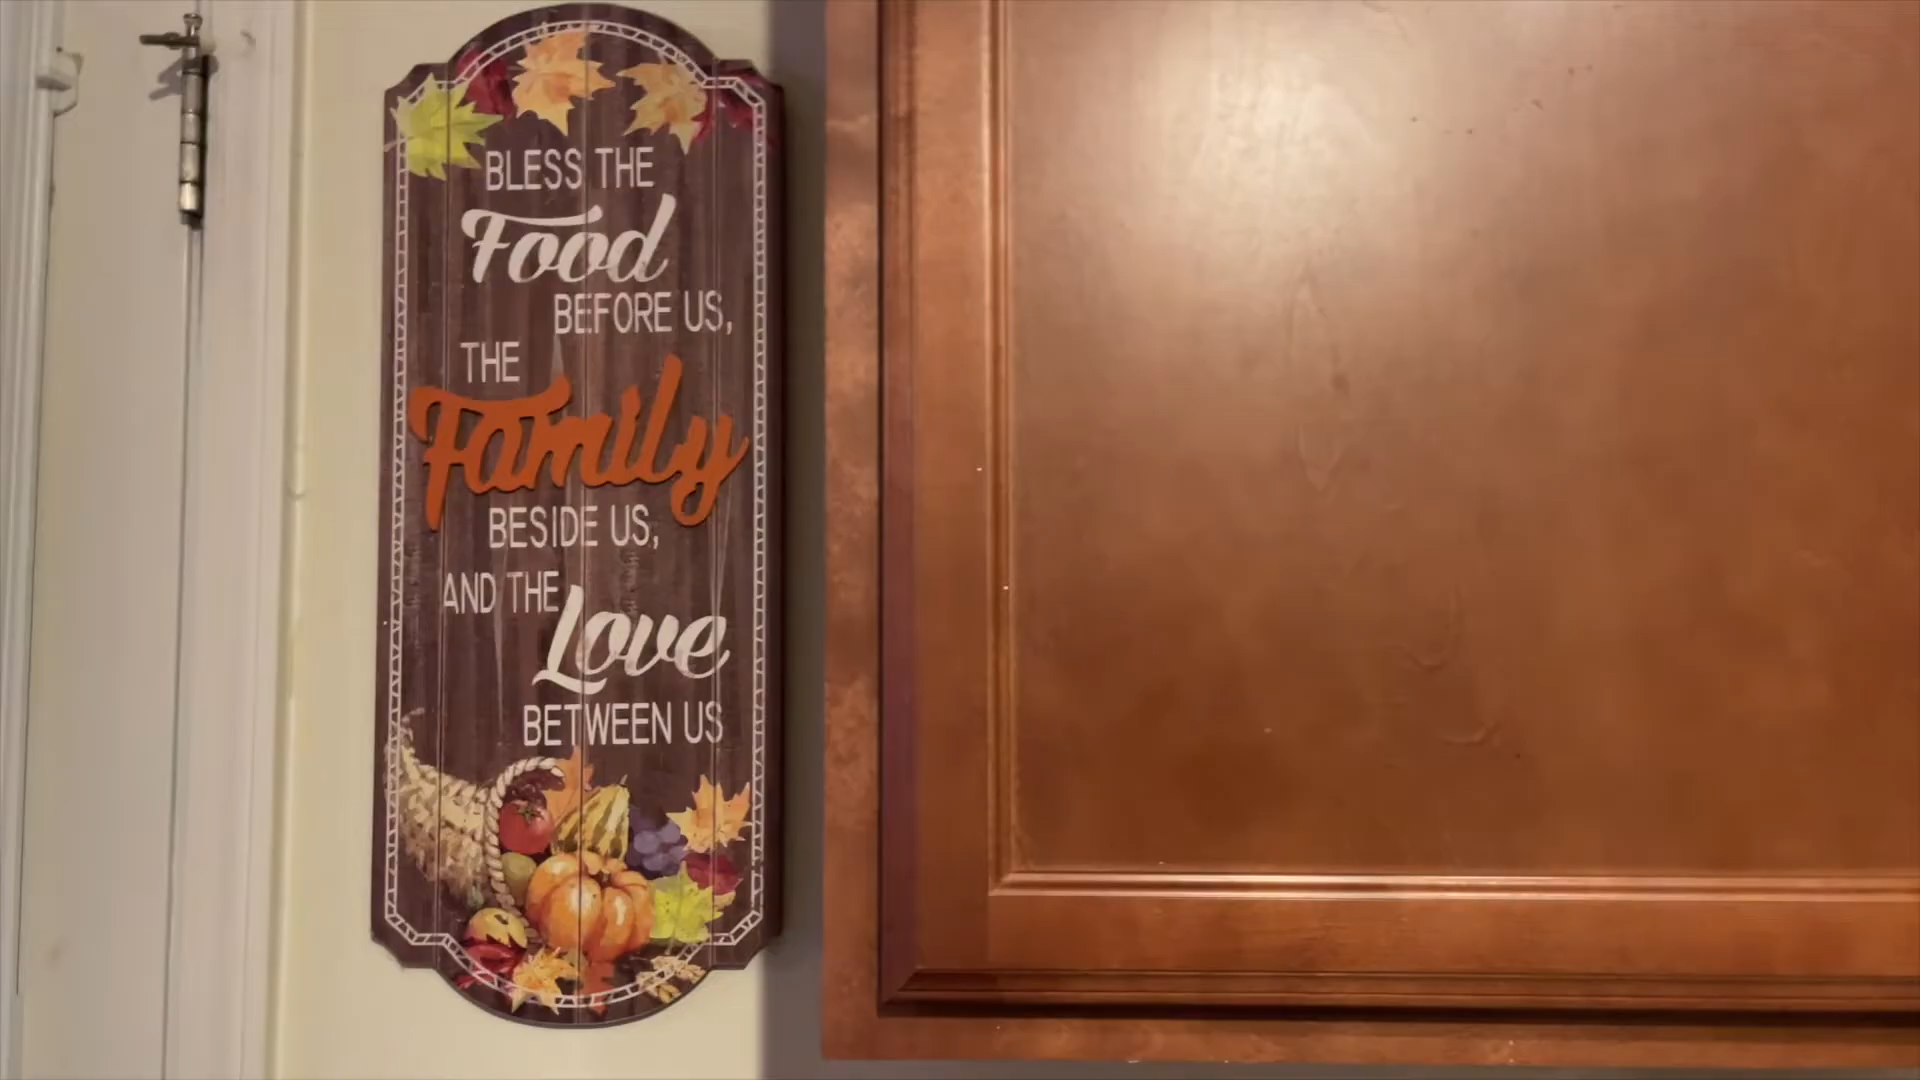 BLESS THE
Food
BEFORE US,
THE
Family
BESIDE US,
AND THE
Love
BETWEEN US